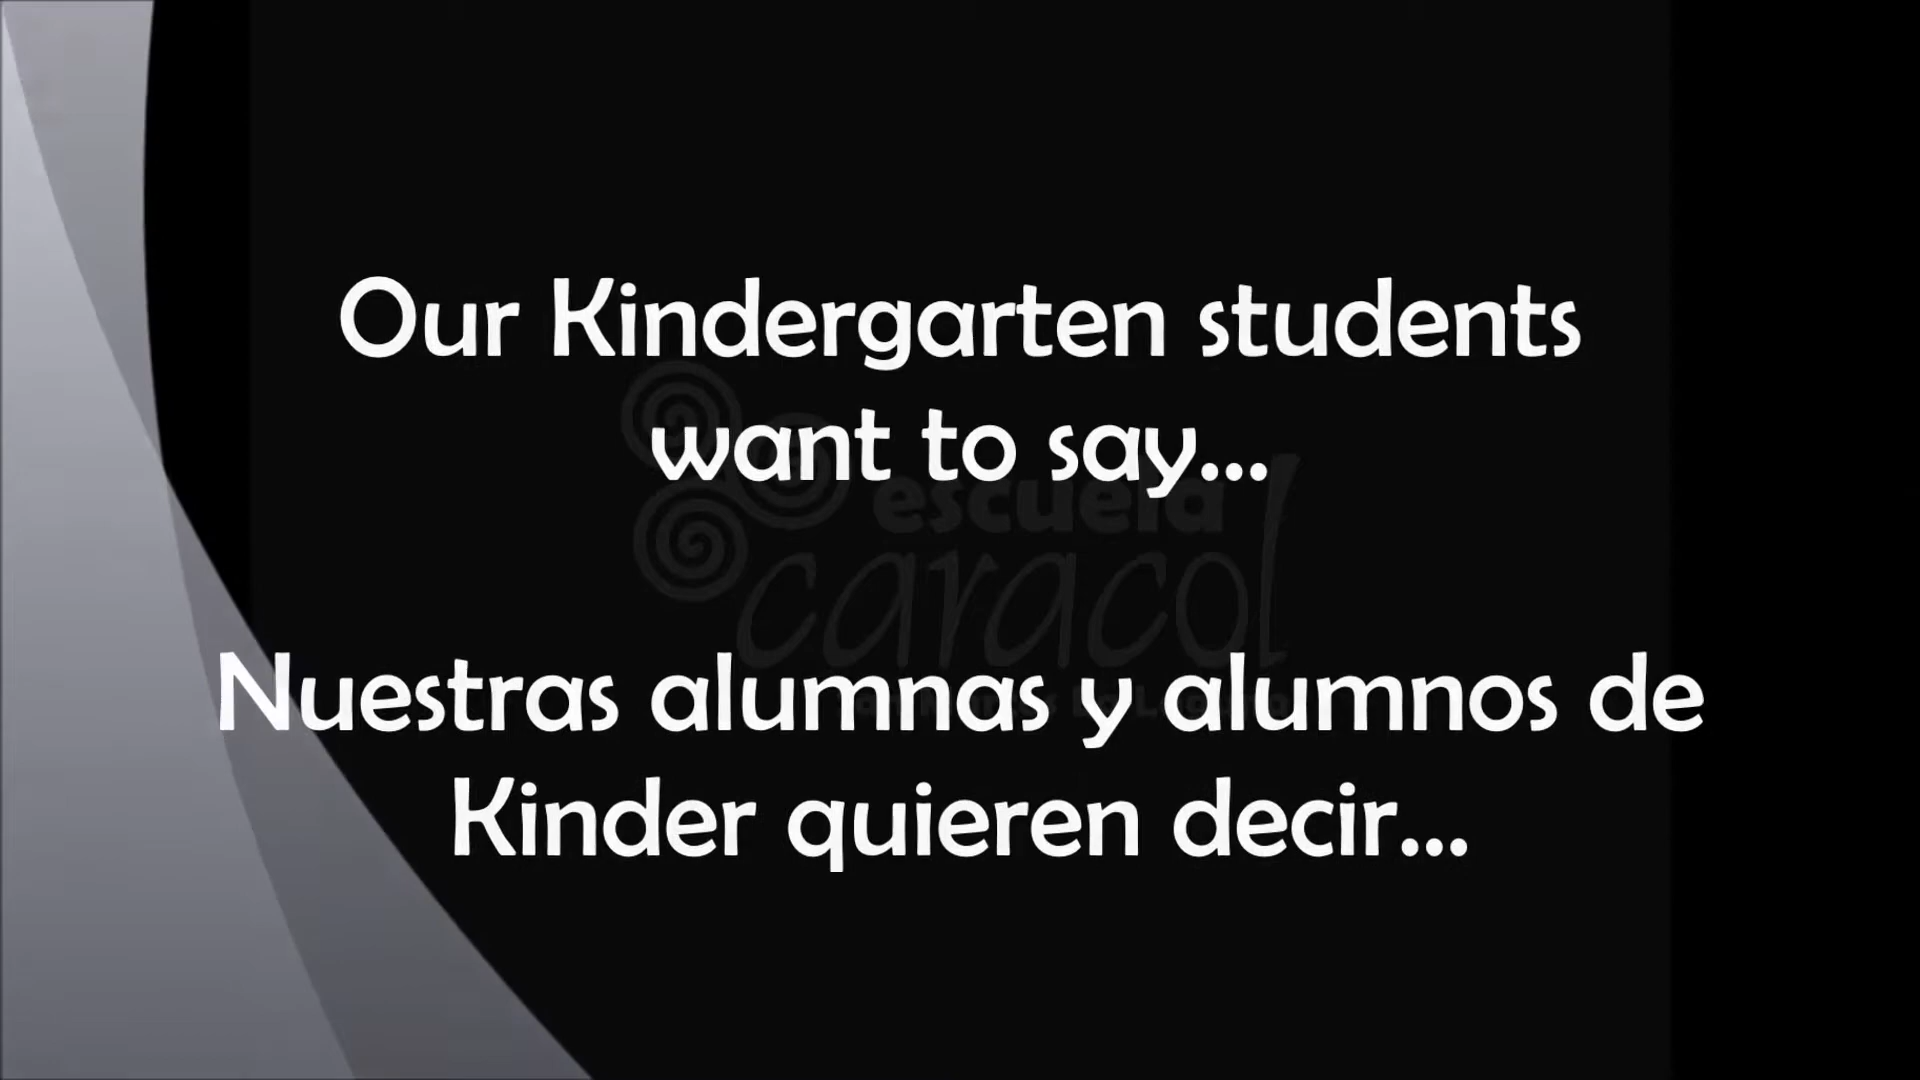 Our Kindergarten students
want to say...
escuela
caracol
Nuestras alumnas y alumnos de
Kinder quieren decir...